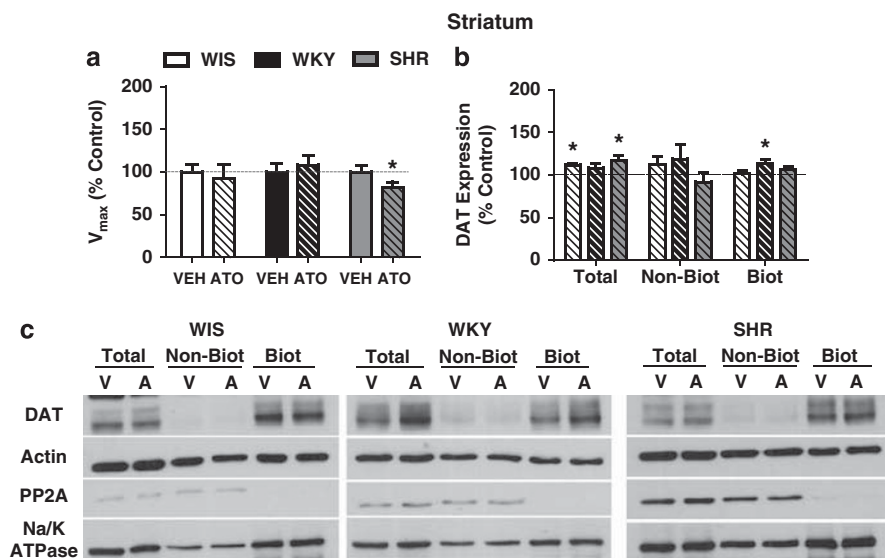 Striatum
a WIS WKY SHR b
V_max (% Control)
200
150
100
50
0
*
VEH ATO VEH ATO VEH ATO
DAT Expression
(% Control)
200
150
100
50
0
* * *
Total Non-Biot Biot
c
WIS WKY SHR
Total Non-Biot Biot Total Non-Biot Biot Total Non-Biot Biot
V A V A V A V A V A V A V A V A V A
DAT
Actin
PP2A
Na/K
ATPase